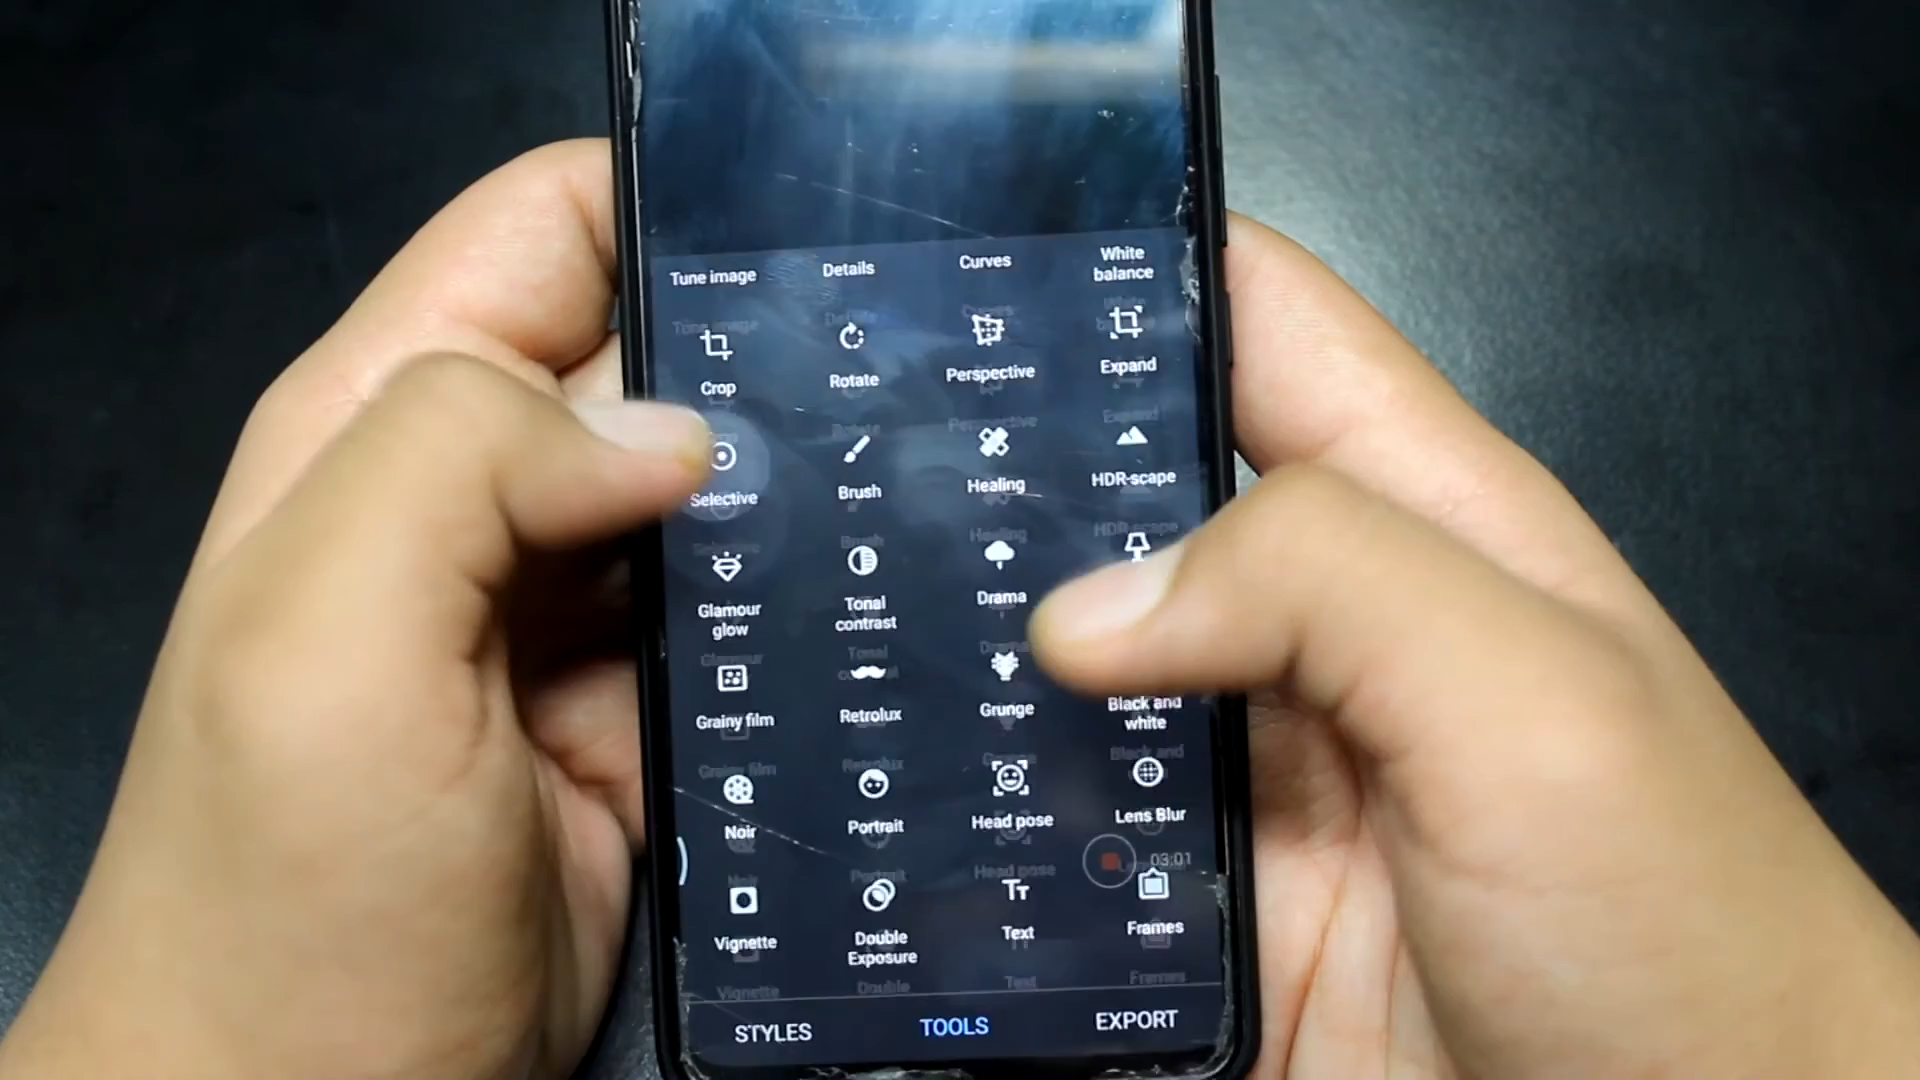 Tune image
Details
Curves
White
balance
Crop
Rotate
Perspective
Expand
Selective
Brush
Healing
HDR-scape
Glamour
glow
Tonal
contrast
Drama
Grainy film
Retrolux
Grunge
Black and
white
Noir
Portrait
Head pose
Lens Blur
03:01
Vignette
Double
Exposure
Text
Frames
STYLES
TOOLS
EXPORT